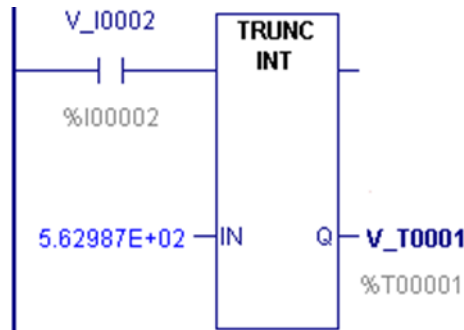 V_I0002
TRUNC
INT
%I00002
5.62987E+02 IN Q V_T0001
%T00001